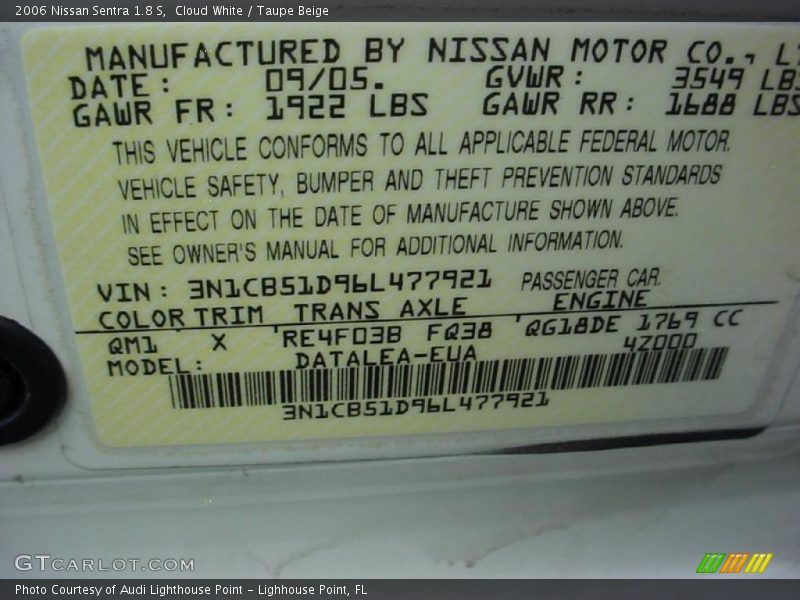 2006 Nissan Sentra 1.8 S,  Cloud White / Taupe Beige
MANUFACTURED BY NISSAN MOTOR CO.,
DATE: 09/05. GVWR: 3549 LBS
GAWR FR: 1922 LBS GAWR RR: 1688 LBS
THIS VEHICLE CONFORMS TO ALL APPLICABLE FEDERAL MOTOR.
VEHICLE SAFETY, BUMPER AND THEFT PREVENTION STANDARDS
IN EFFECT ON THE DATE OF MANUFACTURE SHOWN ABOVE.
SEE OWNER'S MANUAL FOR ADDITIONAL INFORMATION.
VIN: 3N1CB51D96L477921 PASSENGER CAR.
COLOR TRIM TRANS AXLE ENGINE
QM1 X RE4F03B FQ38 QG18DE 1769 CC
4Z000
MODEL: DATALEA-EUA
3N1CB51D96L477921
GTCARLOT.COM
Photo Courtesy of Audi Lighthouse Point – Lighhouse Point, FL